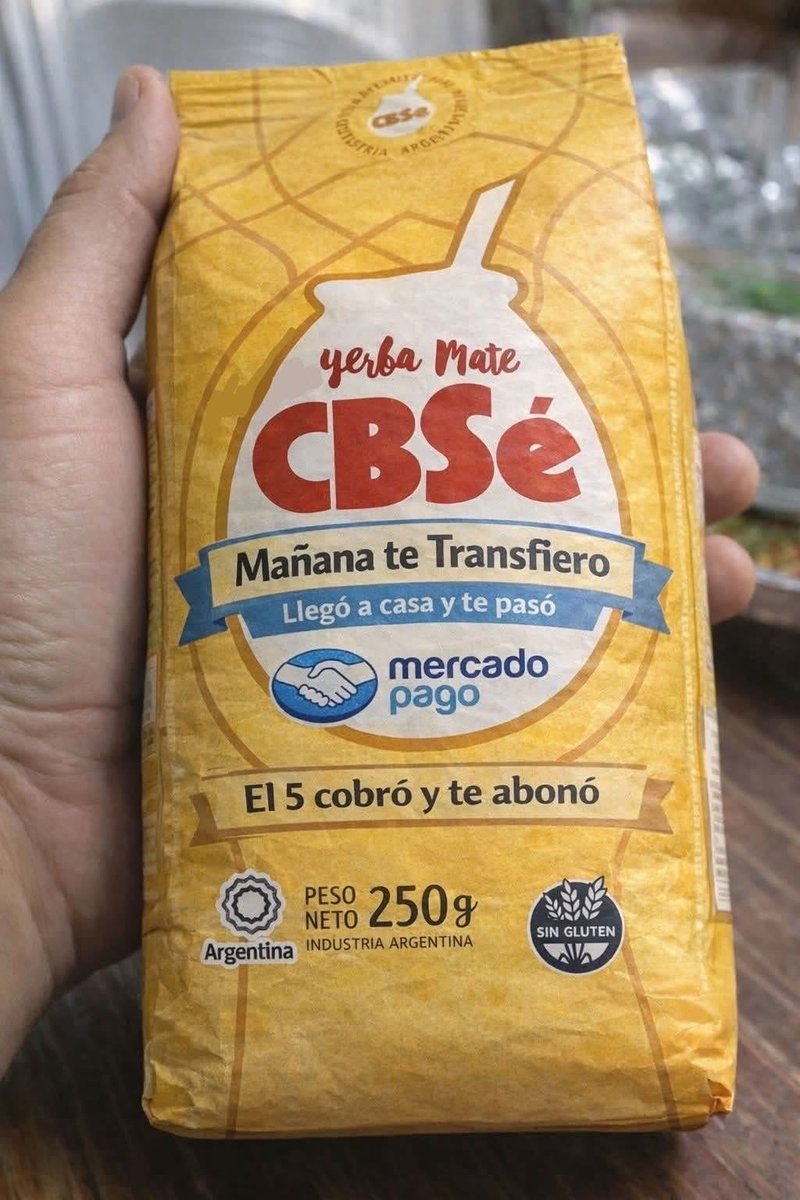 CBSé
yerba Mate
CBSé
Mañana te Transfiero
Llegó a casa y te pasó
mercado
pago
El 5 cobró y te abonó
Argentina
PESO
NETO 250g
INDUSTRIA ARGENTINA
SIN GLUTEN